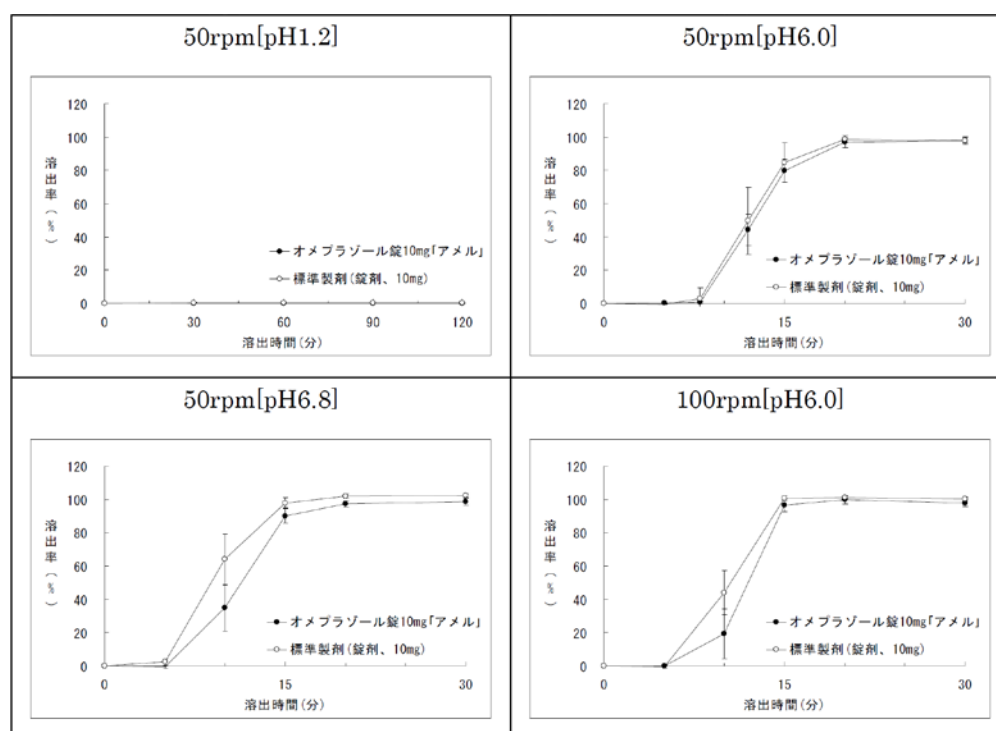 50rpm[pH1.2]
120
100
80
60
40
20
0
溶出率(%)
オメプラゾール錠10mg「アメル」
標準製剤(錠剤、10mg)
0 30 60 90 120
溶出時間(分)
50rpm[pH6.0]
120
100
80
60
40
20
0
溶出率(%)
オメプラゾール錠10mg「アメル」
標準製剤(錠剤、10mg)
0 15 30
溶出時間(分)
50rpm[pH6.8]
120
100
80
60
40
20
0
溶出率(%)
オメプラゾール錠10mg「アメル」
標準製剤(錠剤、10mg)
0 15 30
溶出時間(分)
100rpm[pH6.0]
120
100
80
60
40
20
0
溶出率(%)
オメプラゾール錠10mg「アメル」
標準製剤(錠剤、10mg)
0 15 30
溶出時間(分)